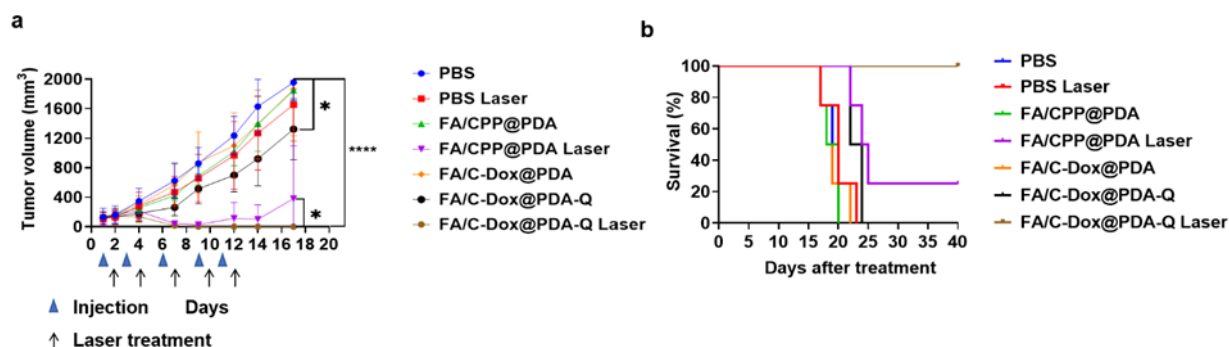 a
Tumor volume (mm³)
2000
1600
1200
800
400
0
0 2 4 6 8 10 12 14 16 18 20
*
****
*
Injection
Days
Laser treatment
PBS
PBS Laser
FA/CPP@PDA
FA/CPP@PDA Laser
FA/C-Dox@PDA
FA/C-Dox@PDA-Q
FA/C-Dox@PDA-Q Laser
b
Survival (%)
100
80
60
40
20
0
0 5 10 15 20 25 30 35 40
Days after treatment
PBS
PBS Laser
FA/CPP@PDA
FA/CPP@PDA Laser
FA/C-Dox@PDA
FA/C-Dox@PDA-Q
FA/C-Dox@PDA-Q Laser